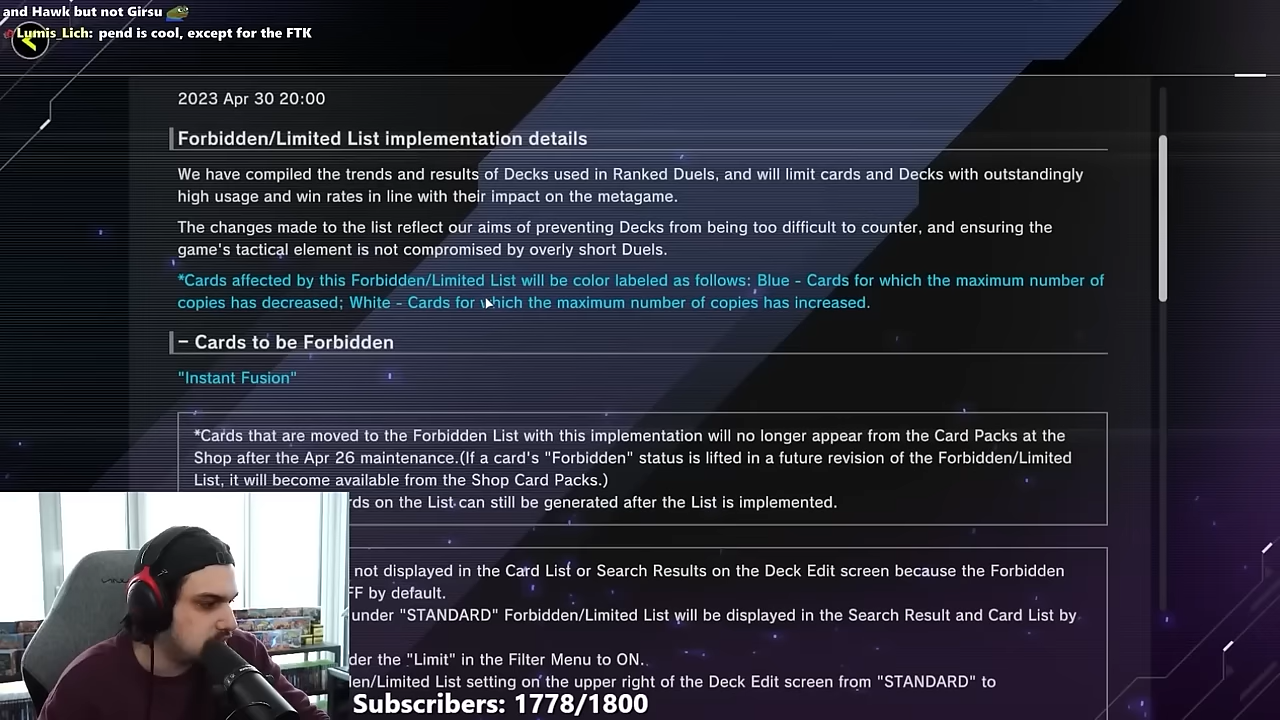 and Hawk but not Girsu
Lumis_Lich: pend is cool, except for the FTK
2023 Apr 30 20:00
Forbidden/Limited List implementation details
We have compiled the trends and results of Decks used in Ranked Duels, and will limit cards and Decks with outstandingly
high usage and win rates in line with their impact on the metagame.
The changes made to the list reflect our aims of preventing Decks from being too difficult to counter, and ensuring the
game's tactical element is not compromised by overly short Duels.
*Cards affected by this Forbidden/Limited List will be color labeled as follows: Blue - Cards for which the maximum number of
copies has decreased; White - Cards for which the maximum number of copies has increased.
– Cards to be Forbidden
"Instant Fusion"
*Cards that are moved to the Forbidden List with this implementation will no longer appear from the Card Packs at the
Shop after the Apr 26 maintenance.(If a card's "Forbidden" status is lifted in a future revision of the Forbidden/Limited
List, it will become available from the Shop Card Packs.)
rds on the List can still be generated after the List is implemented.
not displayed in the Card List or Search Results on the Deck Edit screen because the Forbidden
FF by default.
under "STANDARD" Forbidden/Limited List will be displayed in the Search Result and Card List by
der the "Limit" in the Filter Menu to ON.
en/Limited List setting on the upper right of the Deck Edit screen from "STANDARD" to
Subscribers: 1778/1800